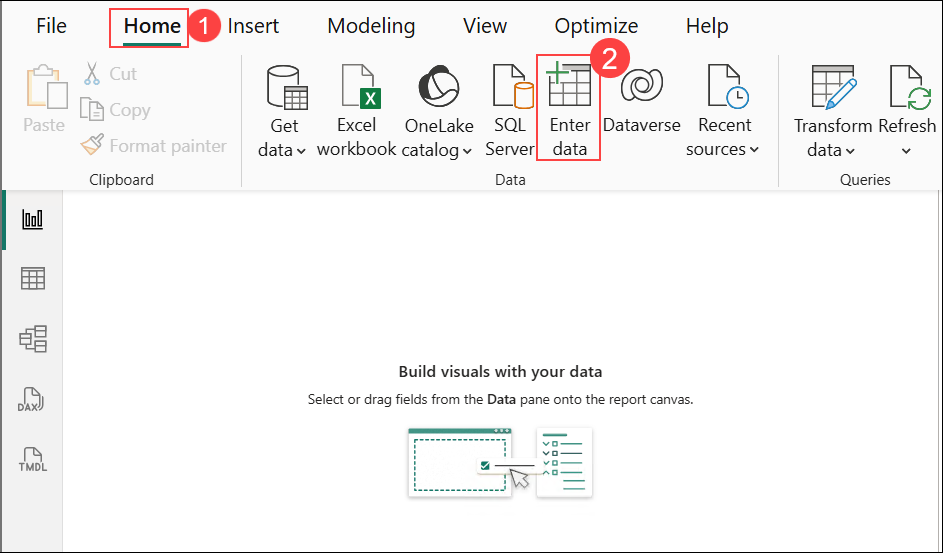 File Home 1 Insert Modeling View Optimize Help
2
Paste
Cut
Copy
Format painter
Clipboard
Get
data
X
Excel
workbook
OneLake
catalog
SQL
Server
Enter
data
Dataverse
Recent
sources
Data
Transform
data
Refresh
Queries
DAX
TMDL
Build visuals with your data
Select or drag fields from the Data pane onto the report canvas.